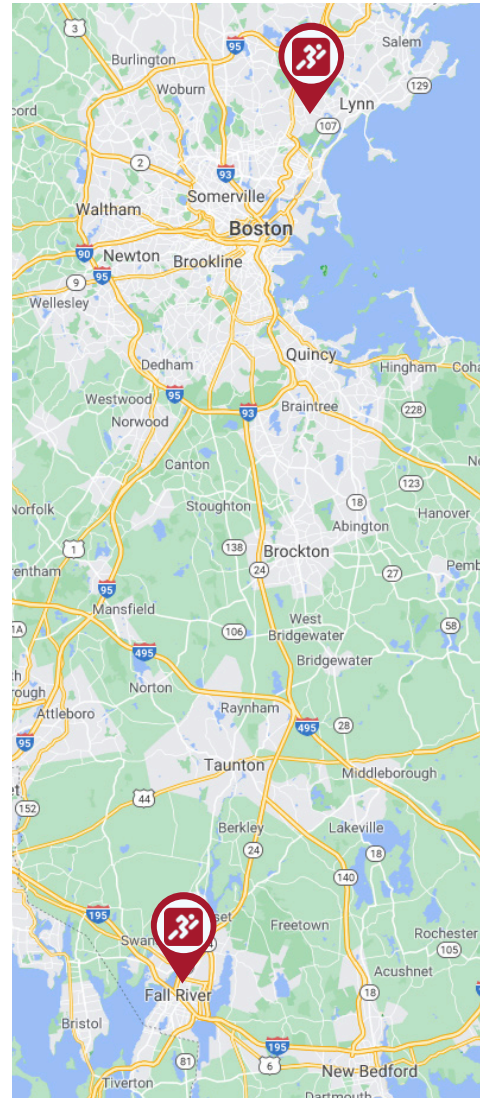 3
Salem
Burlington
95
Woburn
129
Lynn
107
2
93
Somerville
Waltham
Boston
90
Newton
Brookline
95
9
Wellesley
Quincy
Dedham
Hingham
Westwood
95
Norwood
93
Braintree
228
Canton
123
Norfolk
Stoughton
18
Hanover
Abington
138
1
Brockton
24
27
95
Mansfield
West
Bridgewater
58
1A
106
495
Bridgewater
Norton
Raynham
Attleboro
28
495
95
Taunton
Middleborough
44
152
Berkley
Lakeville
24
18
140
195
Freetown
Rochester
105
Acushnet
Fall River
18
Bristol
195
81
6
New Bedford
Tiverton
Dartmouth